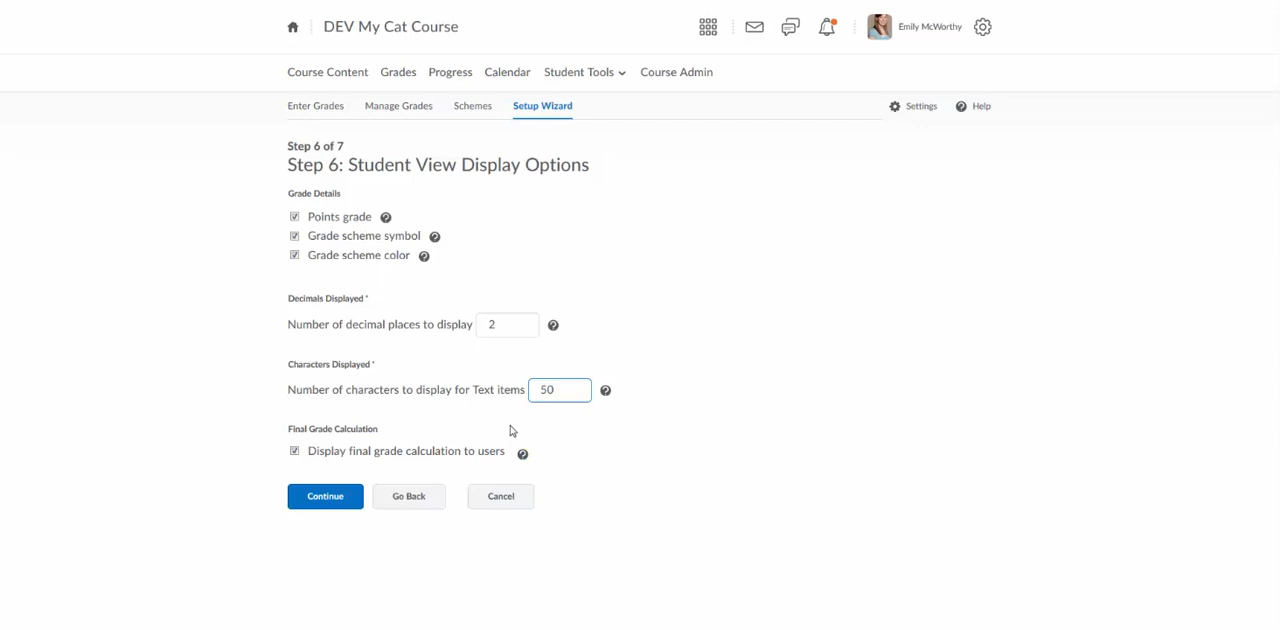 DEV My Cat Course
Emily McWorthy
Course Content Grades Progress Calendar Student Tools Course Admin
Enter Grades Manage Grades Schemes Setup Wizard Settings Help
Step 6 of 7
Step 6: Student View Display Options
Grade Details
Points grade
Grade scheme symbol
Grade scheme color
Decimals Displayed *
Number of decimal places to display 2
Characters Displayed *
Number of characters to display for Text items 50
Final Grade Calculation
Display final grade calculation to users
Continue Go Back Cancel